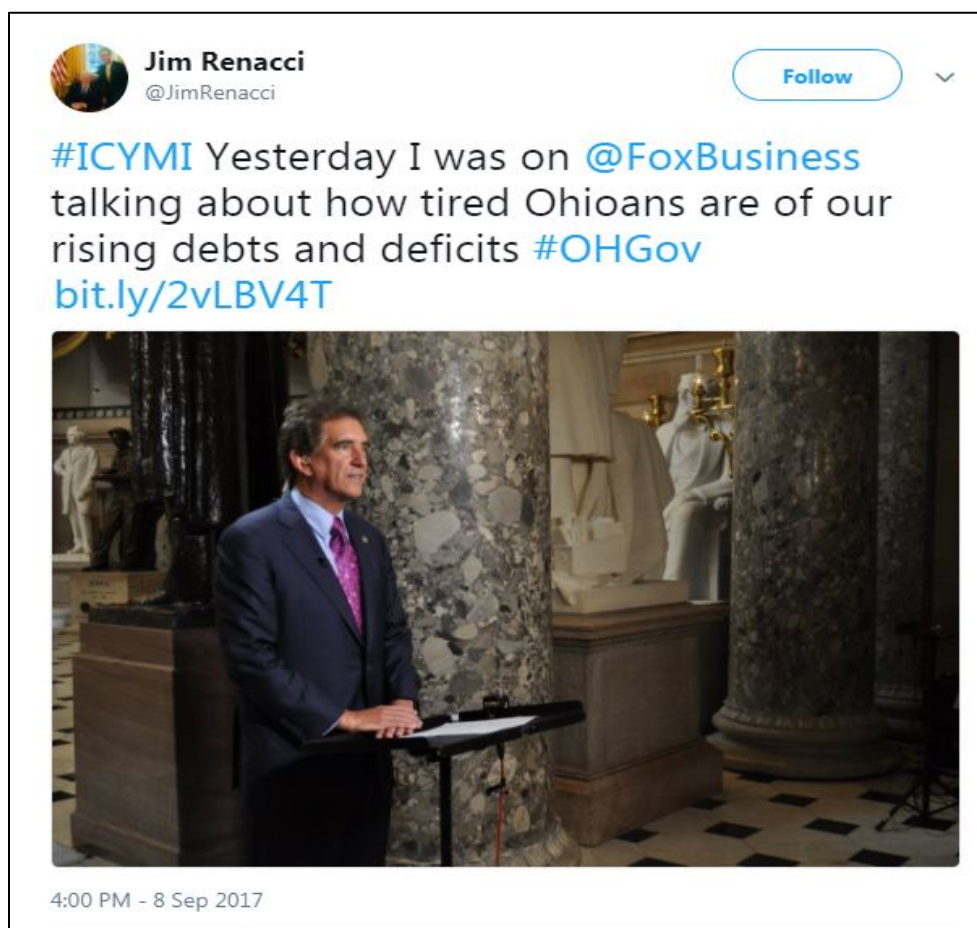 Jim Renacci
@JimRenacci
Follow
#ICYMI Yesterday I was on @FoxBusiness
talking about how tired Ohioans are of our
rising debts and deficits #OHGov
bit.ly/2vLBV4T
4:00 PM - 8 Sep 2017